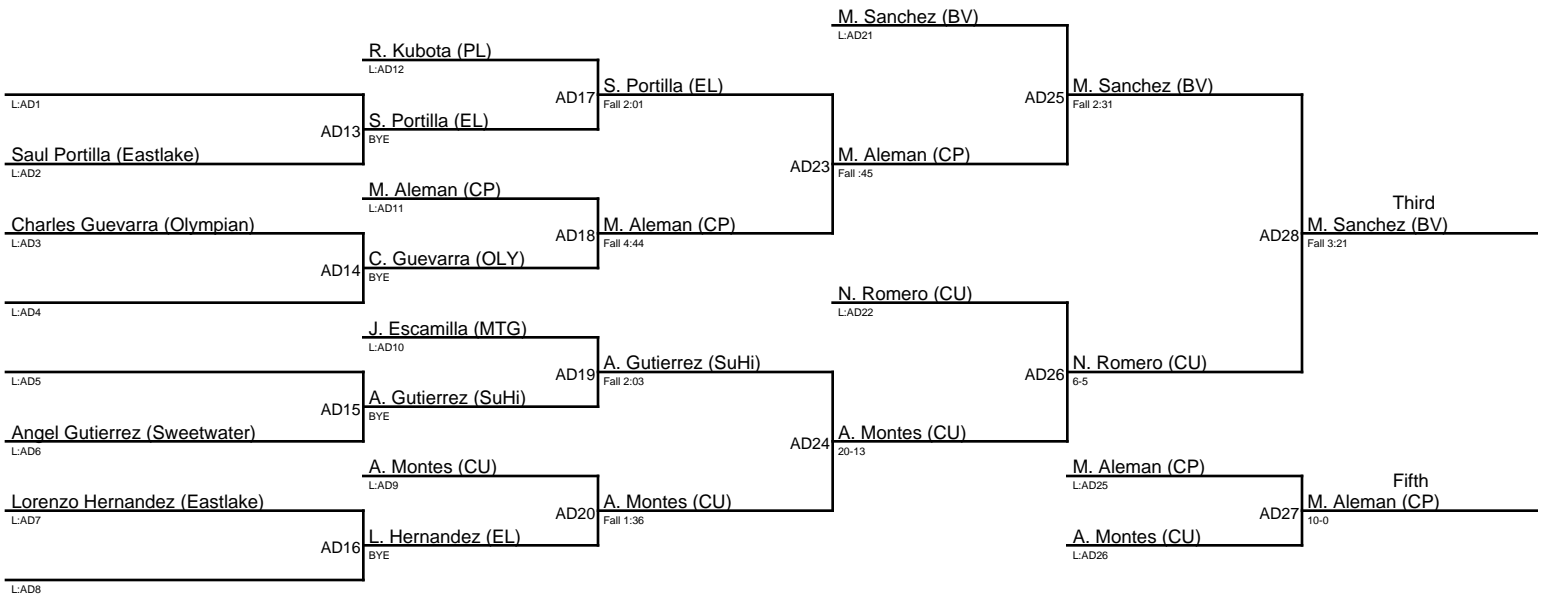 M. Sanchez (BV)
L:AD21
R. Kubota (PL)
L:AD12
AD17
S. Portilla (EL)
Fall 2:01
AD25
M. Sanchez (BV)
Fall 2:31
L:AD1
AD13
S. Portilla (EL)
BYE
Saul Portilla (Eastlake)
L:AD2
AD23
M. Aleman (CP)
Fall :45
M. Aleman (CP)
L:AD11
Third
Charles Guevarra (Olympian)
L:AD3
AD18
M. Aleman (CP)
Fall 4:44
AD28
M. Sanchez (BV)
Fall 3:21
AD14
C. Guevarra (OLY)
BYE
L:AD4
N. Romero (CU)
L:AD22
J. Escamilla (MTG)
L:AD10
L:AD5
AD19
A. Gutierrez (SuHi)
Fall 2:03
AD26
N. Romero (CU)
6-5
AD15
A. Gutierrez (SuHi)
BYE
Angel Gutierrez (Sweetwater)
L:AD6
AD24
A. Montes (CU)
20-13
A. Montes (CU)
L:AD9
M. Aleman (CP)
L:AD25
Fifth
Lorenzo Hernandez (Eastlake)
L:AD7
AD20
A. Montes (CU)
Fall 1:36
AD27
M. Aleman (CP)
10-0
AD16
L. Hernandez (EL)
BYE
A. Montes (CU)
L:AD26
L:AD8